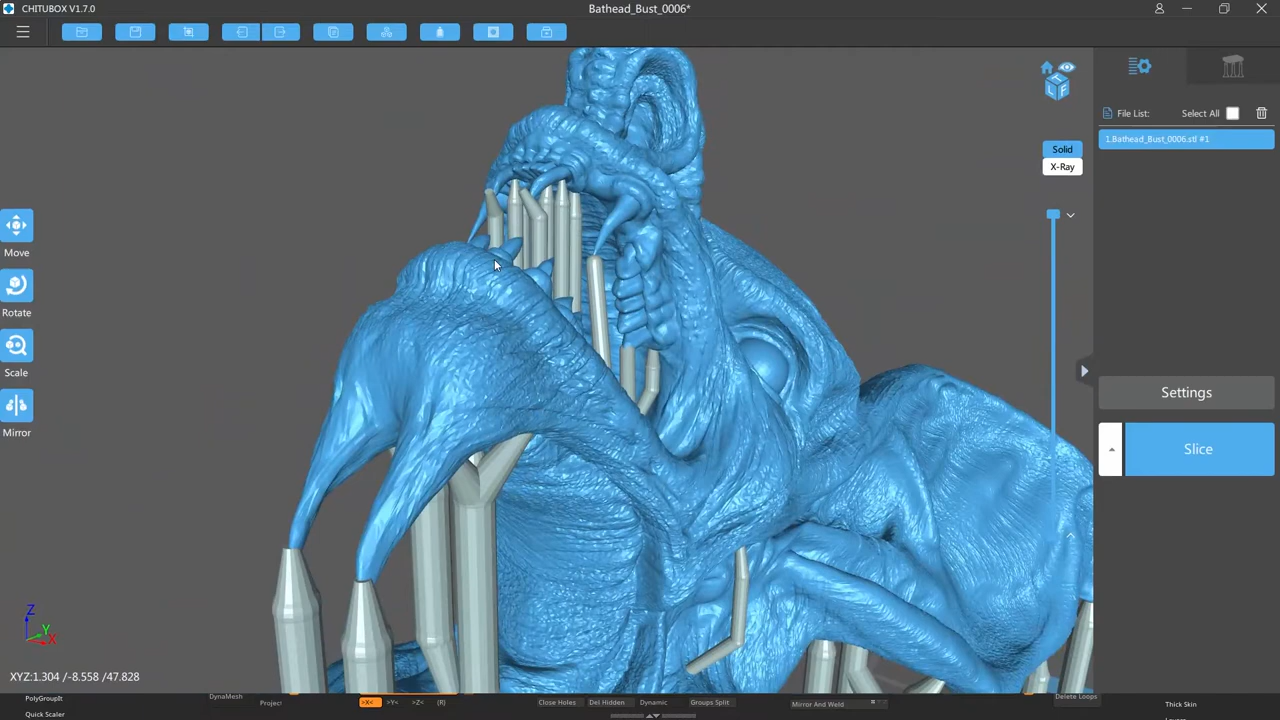 CHITUBOX V1.7.0
Bathead_Bust_0006*
File List:
Select All
1.Bathead_Bust_0006.stl #1
Solid
X-Ray
Move
Rotate
Scale
Mirror
Settings
Slice
Z
Y
X
XYZ:1.304 /-8.558 /47.828
PolyGroupIt
DynaMesh
Project
>X<
>Y<
>Z<
(R)
Close Holes
Del Hidden
Dynamic
Groups Split
Mirror And Weld
Delete Loops
Thick Skin
Quick Scaler